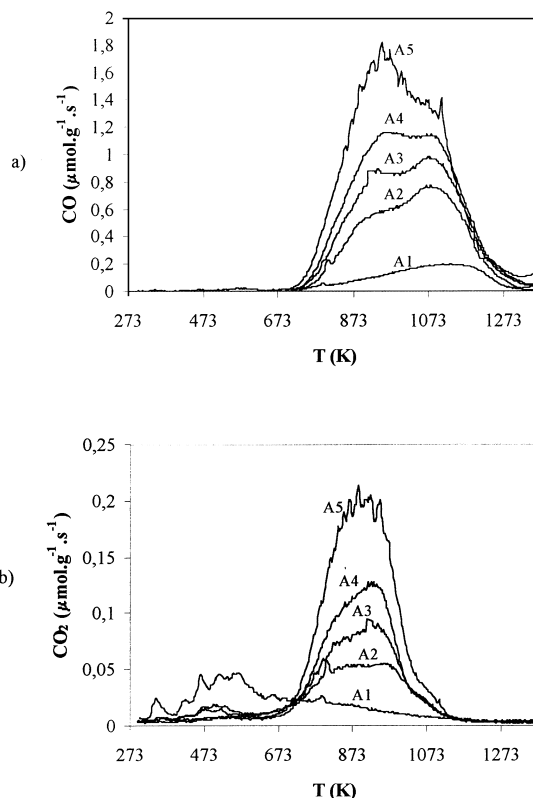 a)
CO (μmol.g⁻¹.s⁻¹)
2
1,8
1,6
1,4
1,2
1
0,8
0,6
0,4
0,2
0
A5
A4
A3
A2
A1
273 473 673 873 1073 1273
T (K)
b)
CO₂ (μmol.g⁻¹.s⁻¹)
0,25
0,2
0,15
0,1
0,05
0
A5
A4
A3
A2
A1
273 473 673 873 1073 1273
T (K)